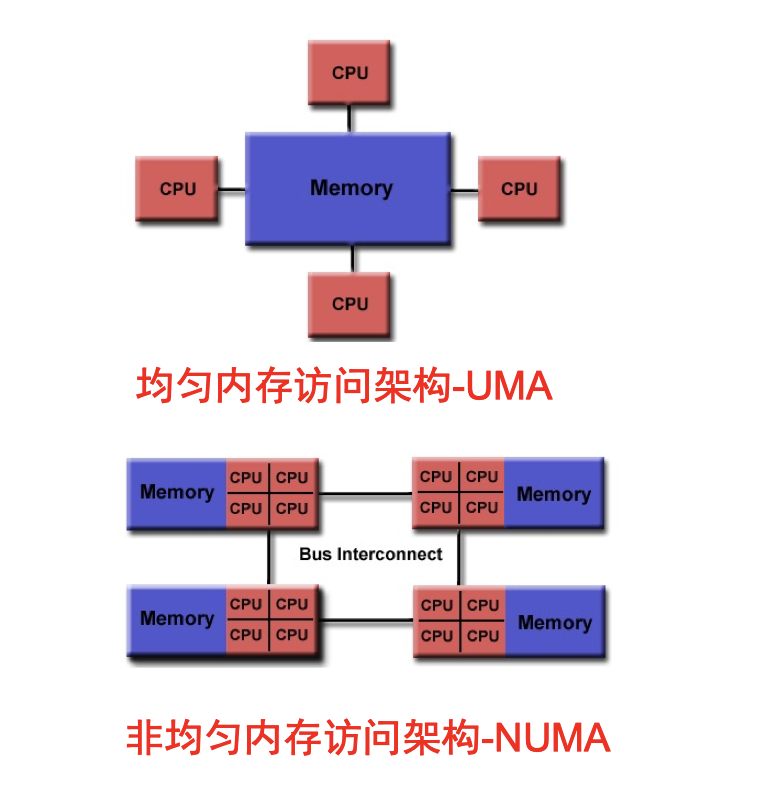 CPU
CPU Memory CPU
CPU
均匀内存访问架构-UMA
Memory CPU CPU CPU CPU
CPU CPU CPU CPU Memory
Bus Interconnect
Memory CPU CPU CPU CPU
CPU CPU CPU CPU Memory
非均匀内存访问架构-NUMA